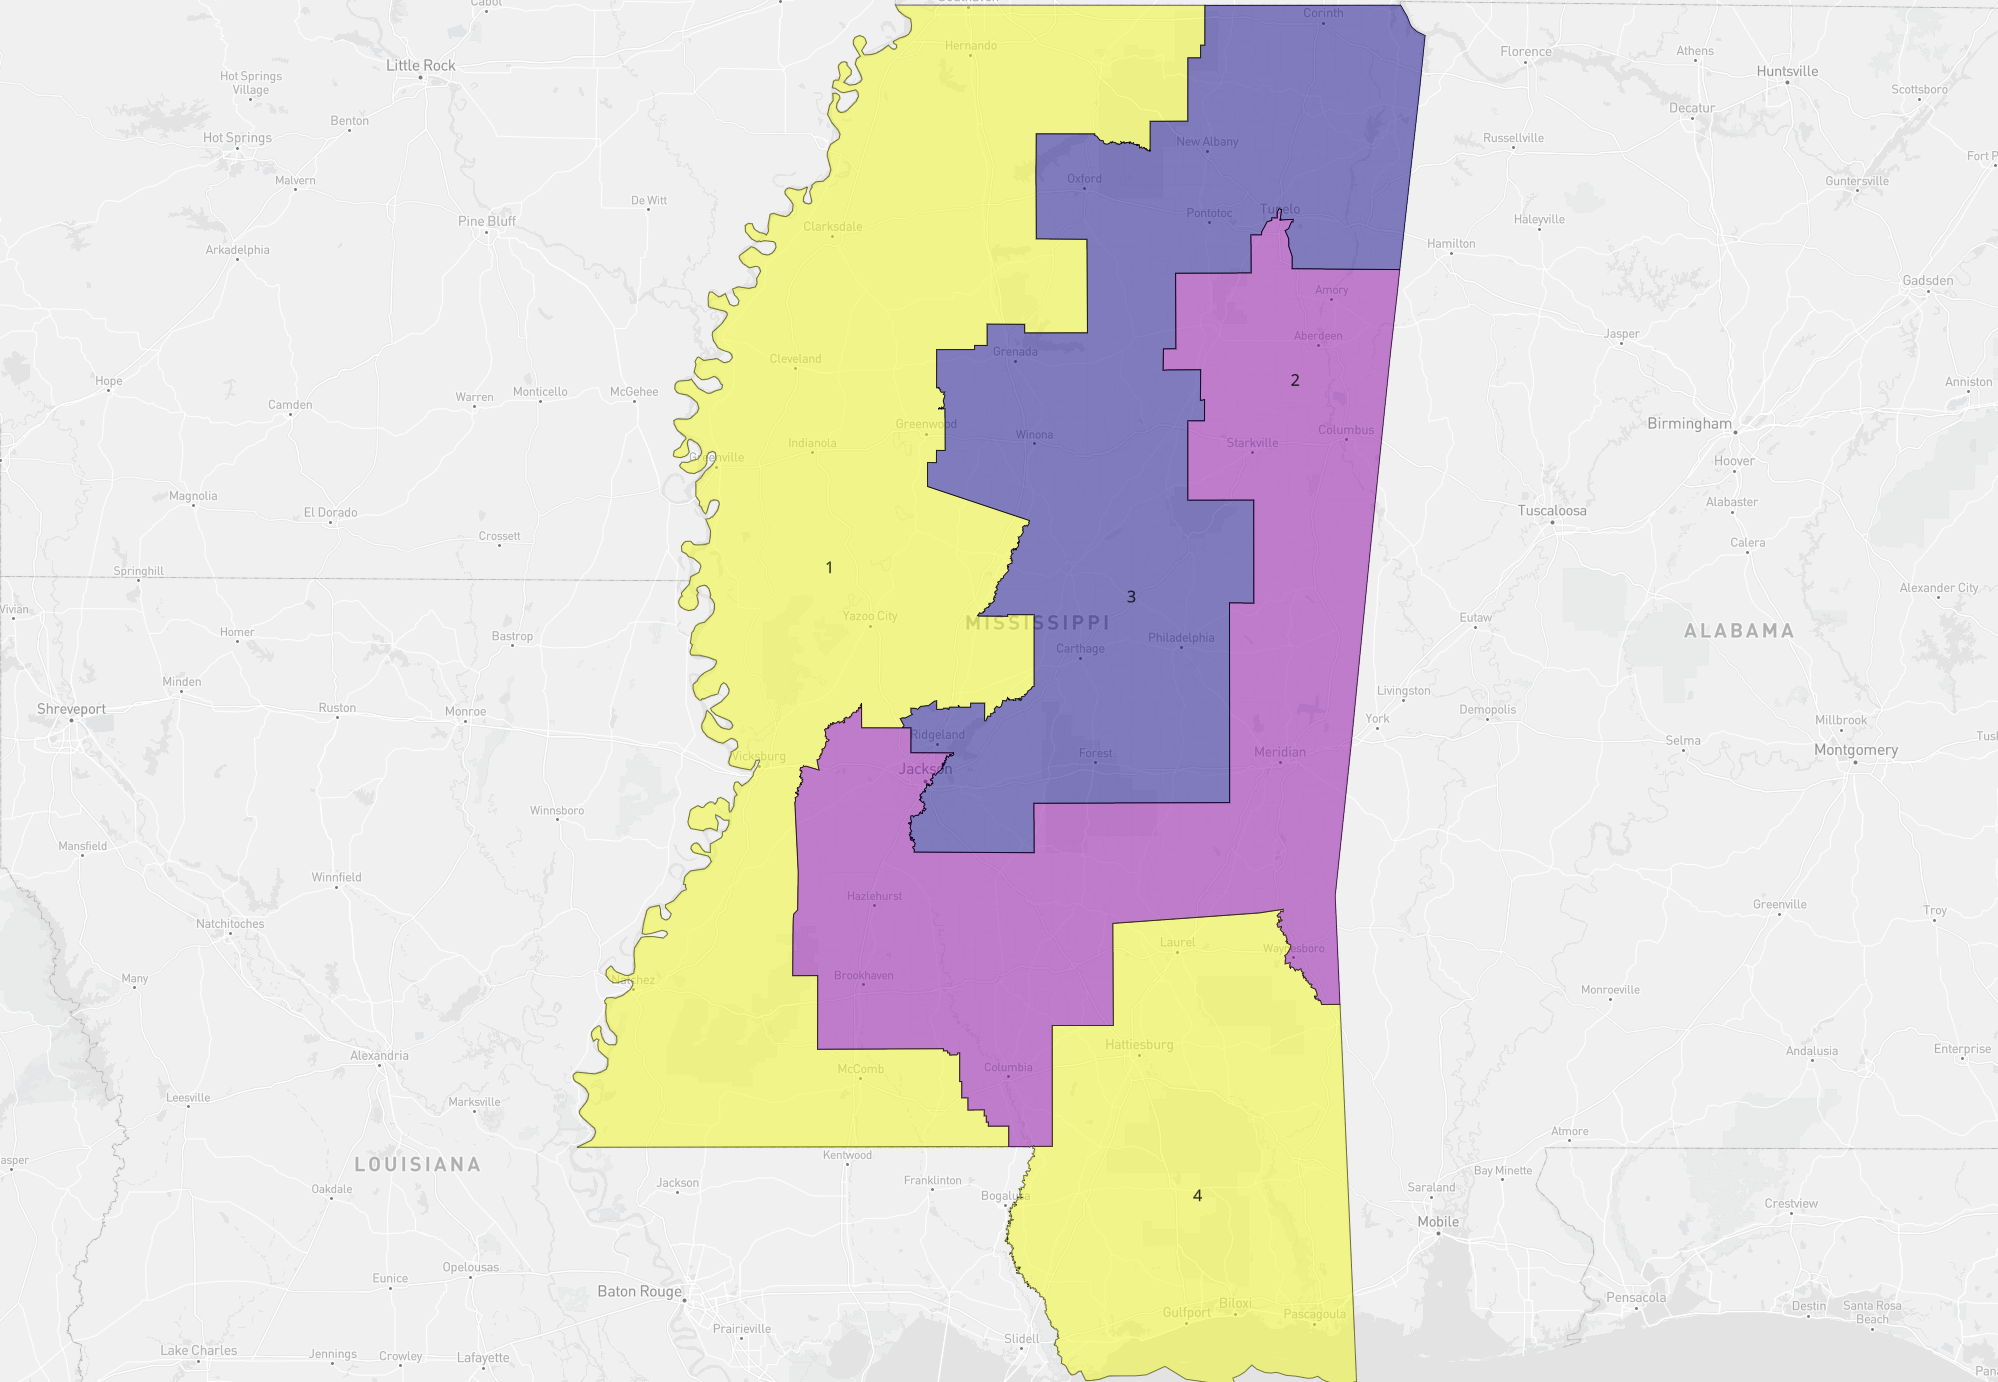 Cabot
Southaven
Corinth
Hernando
Florence
Athens
Little Rock
Huntsville
Hot Springs
Village
Scottsboro
Decatur
Benton
Hot Springs
Russellville
New Albany
Fort P
Malvern
Oxford
Guntersville
De Witt
Tupelo
Pine Bluff
Pontotoc
Haleyville
Clarksdale
Arkadelphia
Hamilton
Gadsden
Amory
Jasper
Aberdeen
Grenada
Cleveland
Hope
2
Anniston
Warren
Monticello
McGehee
Camden
Birmingham
Greenwood
Columbus
Winona
Indianola
Starkville
Greenville
Hoover
Magnolia
Alabaster
El Dorado
Tuscaloosa
Crossett
Calera
1
Springhill
Alexander City
3
Vivian
Yazoo City
Eutaw
MISSISSIPPI
ALABAMA
Homer
Bastrop
Philadelphia
Carthage
Minden
Livingston
Shreveport
Ruston
Monroe
Demopolis
York
Millbrook
Ridgeland
Selma
Tusk
Vicksburg
Forest
Meridian
Montgomery
Jackson
Winnsboro
Mansfield
Winnfield
Hazlehurst
Greenville
Troy
Natchitoches
Laurel
Waynesboro
Many
Natchez
Brookhaven
Monroeville
Hattiesburg
Alexandria
Andalusia
Enterprise
McComb
Columbia
Leesville
Marksville
Atmore
Kentwood
asper
LOUISIANA
Bay Minette
Oakdale
Jackson
Franklinton
Saraland
Bogalusa
4
Crestview
Mobile
Opelousas
Eunice
Baton Rouge
Pensacola
Biloxi
Gulfport
Pascagoula
Destin
Santa Rosa
Beach
Prairieville
Slidell
Lake Charles
Jennings
Crowley
Lafayette
Pan